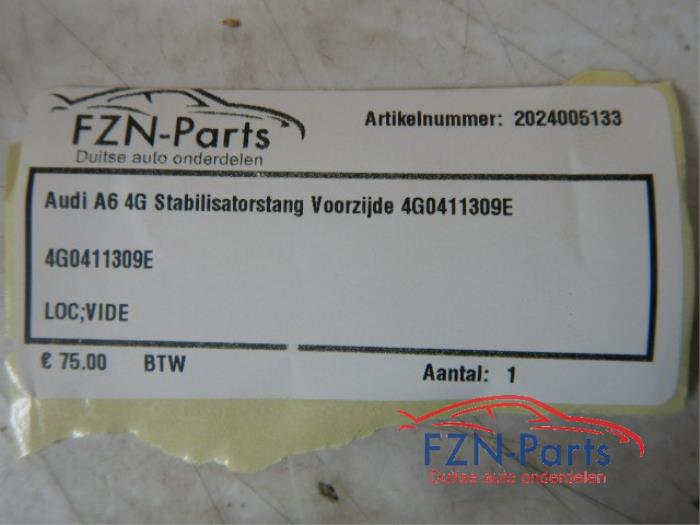 FZN-Parts
Duitse auto onderdelen
Artikelnummer: 2024005133
Audi A6 4G Stabilisatorstang Voorzijde 4G0411309E
4G0411309E
LOC;VIDE
€ 75.00 BTW
Aantal: 1
FZN-Parts
Duitse auto onderdelen